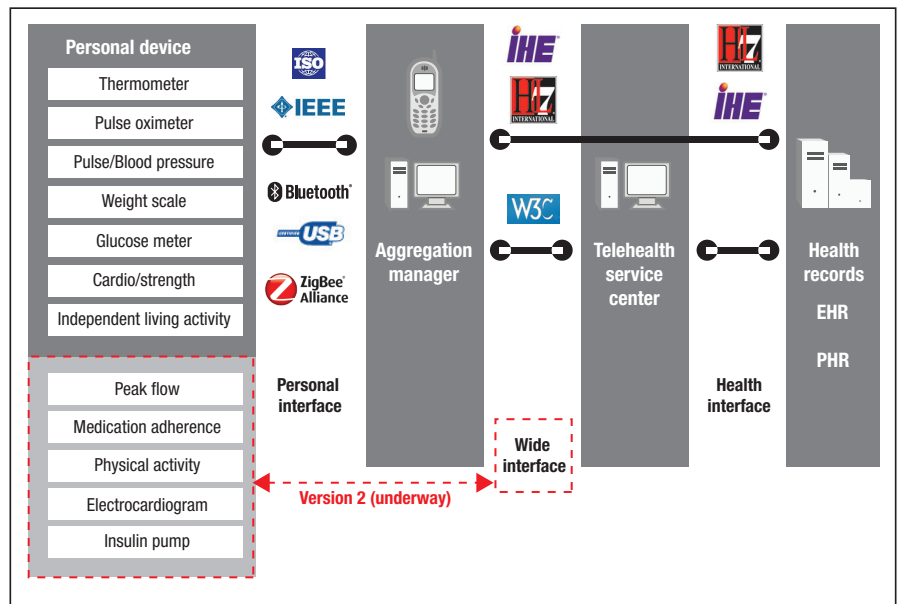 Personal device
Thermometer
Pulse oximeter
Pulse/Blood pressure
Weight scale
Glucose meter
Cardio/strength
Independent living activity
Peak flow
Medication adherence
Physical activity
Electrocardiogram
Insulin pump
ISO
IEEE
Bluetooth®
CERTIFIED
USB
ZigBee®
Alliance
Personal
interface
Version 2 (underway)
Aggregation
manager
IHE
HL7
INTERNATIONAL
W3C
Wide
interface
Telehealth
service
center
HL7
INTERNATIONAL
IHE
Health
interface
Health
records
EHR
PHR